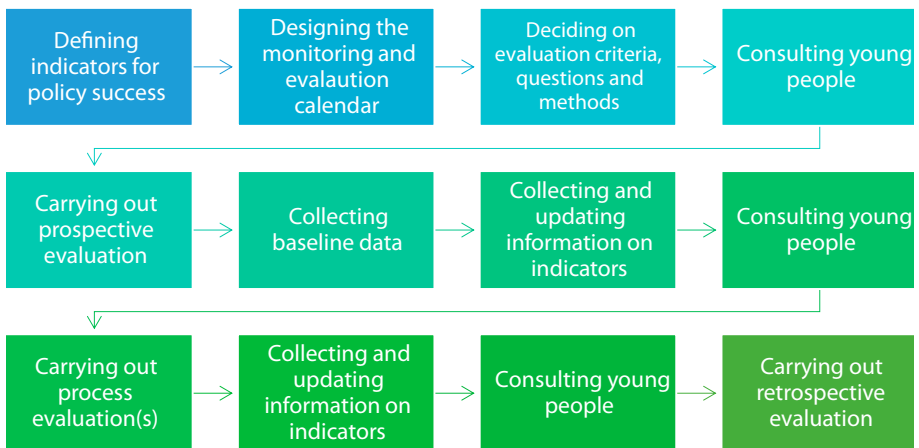 Defining
indicators for
policy success
Designing the
monitoring and
evalaution
calendar
Deciding on
evaluation criteria,
questions and
methods
Consulting young
people
Carrying out
prospective
evaluation
Collecting
baseline data
Collecting and
updating
information on
indicators
Consulting young
people
Carrying out
process
evaluation(s)
Collecting and
updating
information on
indicators
Consulting young
people
Carrying out
retrospective
evaluation